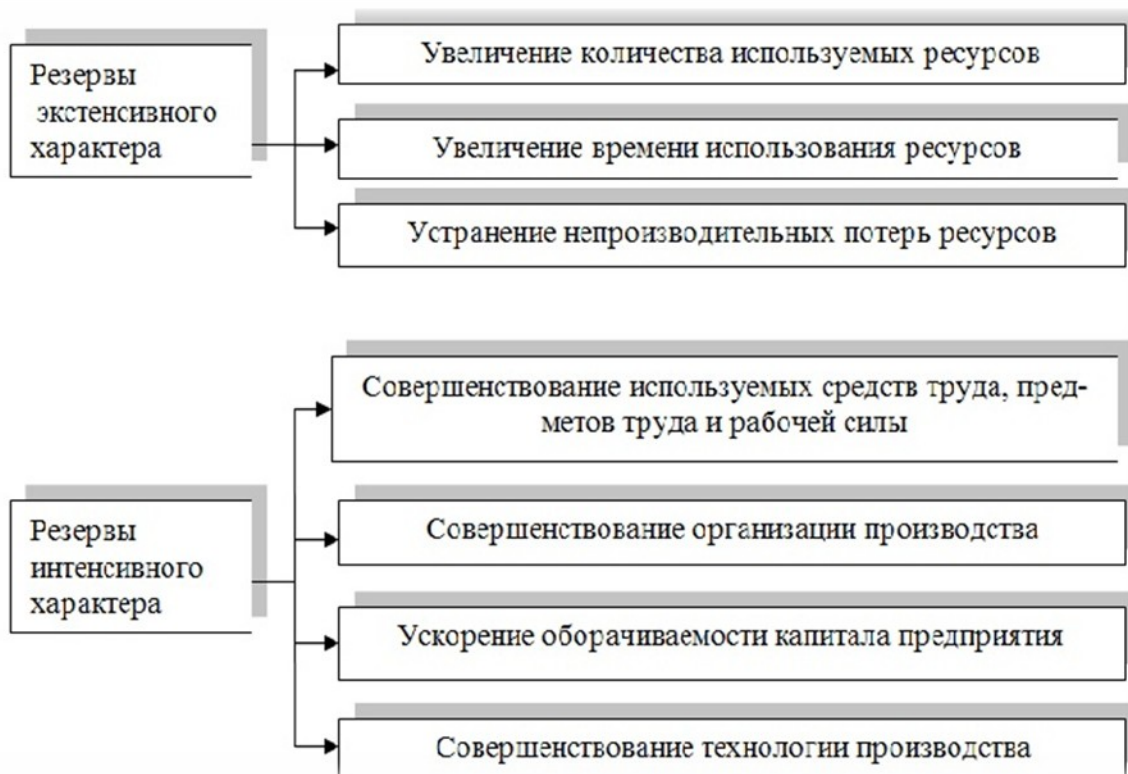 Резервы
экстенсивного
характера
Увеличение количества используемых ресурсов
Увеличение времени использования ресурсов
Устранение непроизводительных потерь ресурсов
Резервы
интенсивного
характера
Совершенствование используемых средств труда, пред-
метов труда и рабочей силы
Совершенствование организации производства
Ускорение оборачиваемости капитала предприятия
Совершенствование технологии производства